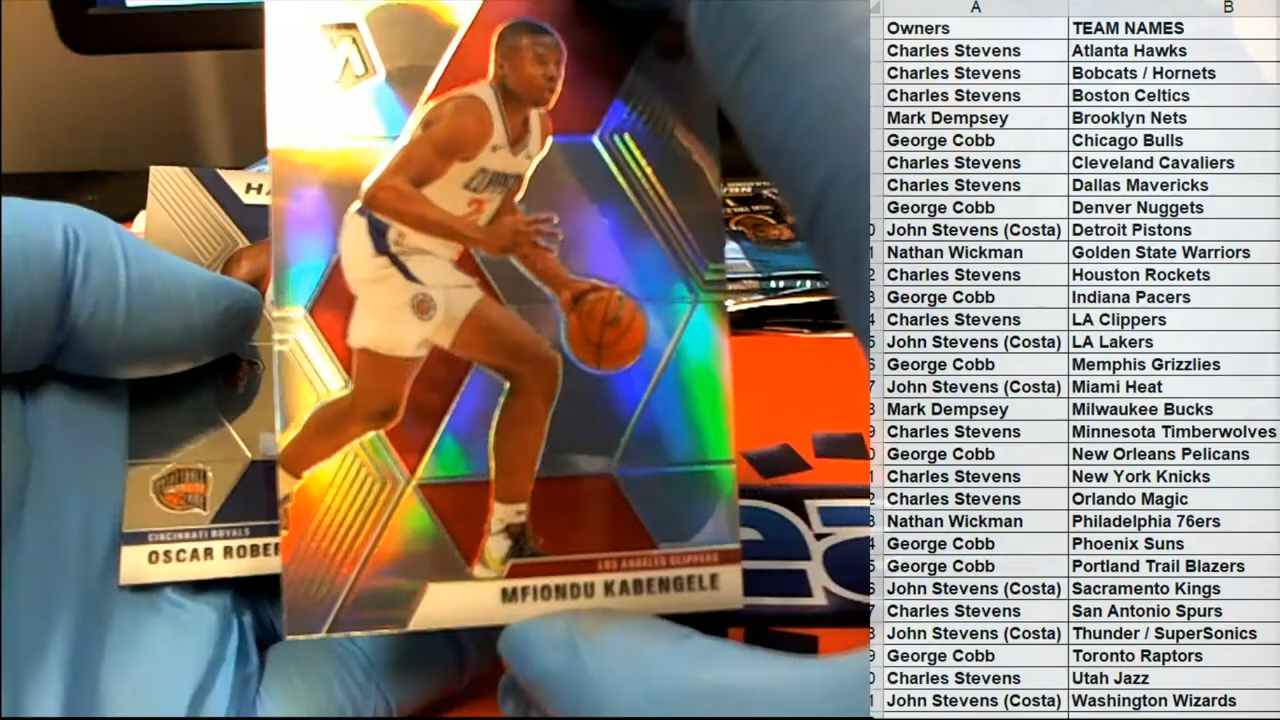 A B
Owners TEAM NAMES
Charles Stevens Atlanta Hawks
Charles Stevens Bobcats / Hornets
Charles Stevens Boston Celtics
Mark Dempsey Brooklyn Nets
George Cobb Chicago Bulls
Charles Stevens Cleveland Cavaliers
Charles Stevens Dallas Mavericks
George Cobb Denver Nuggets
John Stevens (Costa) Detroit Pistons
Nathan Wickman Golden State Warriors
Charles Stevens Houston Rockets
George Cobb Indiana Pacers
Charles Stevens LA Clippers
John Stevens (Costa) LA Lakers
George Cobb Memphis Grizzlies
John Stevens (Costa) Miami Heat
Mark Dempsey Milwaukee Bucks
Charles Stevens Minnesota Timberwolves
George Cobb New Orleans Pelicans
Charles Stevens New York Knicks
Charles Stevens Orlando Magic
Nathan Wickman Philadelphia 76ers
George Cobb Phoenix Suns
George Cobb Portland Trail Blazers
John Stevens (Costa) Sacramento Kings
Charles Stevens San Antonio Spurs
John Stevens (Costa) Thunder / SuperSonics
George Cobb Toronto Raptors
Charles Stevens Utah Jazz
John Stevens (Costa) Washington Wizards
CINCINNATI ROYALS
OSCAR ROBER
LOS ANGELES CLIPPERS
MFIONDU KABENGELE